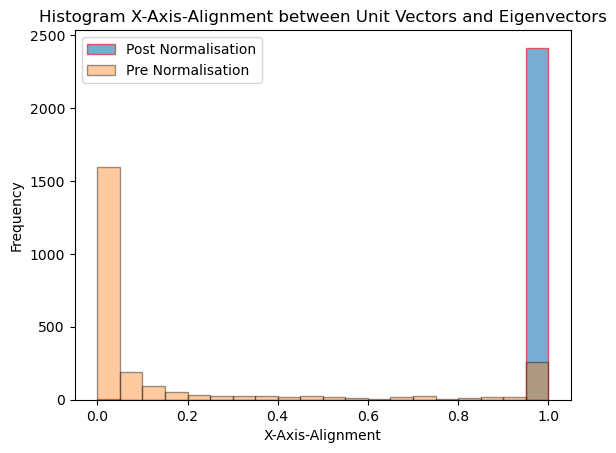 Histogram X-Axis-Alignment between Unit Vectors and Eigenvectors
Post Normalisation
Pre Normalisation
2500
2000
1500
1000
500
0
Frequency
0.0 0.2 0.4 0.6 0.8 1.0
X-Axis-Alignment